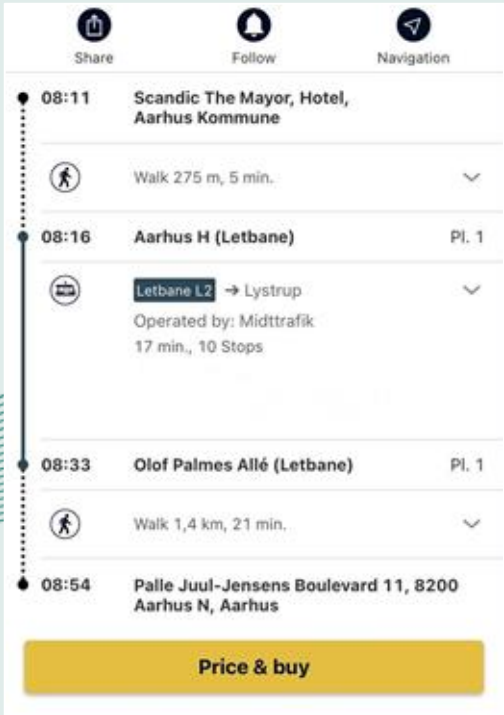 Share
Follow
Navigation
08:11 Scandic The Mayor, Hotel,
Aarhus Kommune
Walk 275 m, 5 min.
08:16 Aarhus H (Letbane) Pl. 1
Letbane L2 → Lystrup
Operated by: Midttrafik
17 min., 10 Stops
08:33 Olof Palmes Allé (Letbane) Pl. 1
Walk 1,4 km, 21 min.
08:54 Palle Juul-Jensens Boulevard 11, 8200
Aarhus N, Aarhus
Price & buy